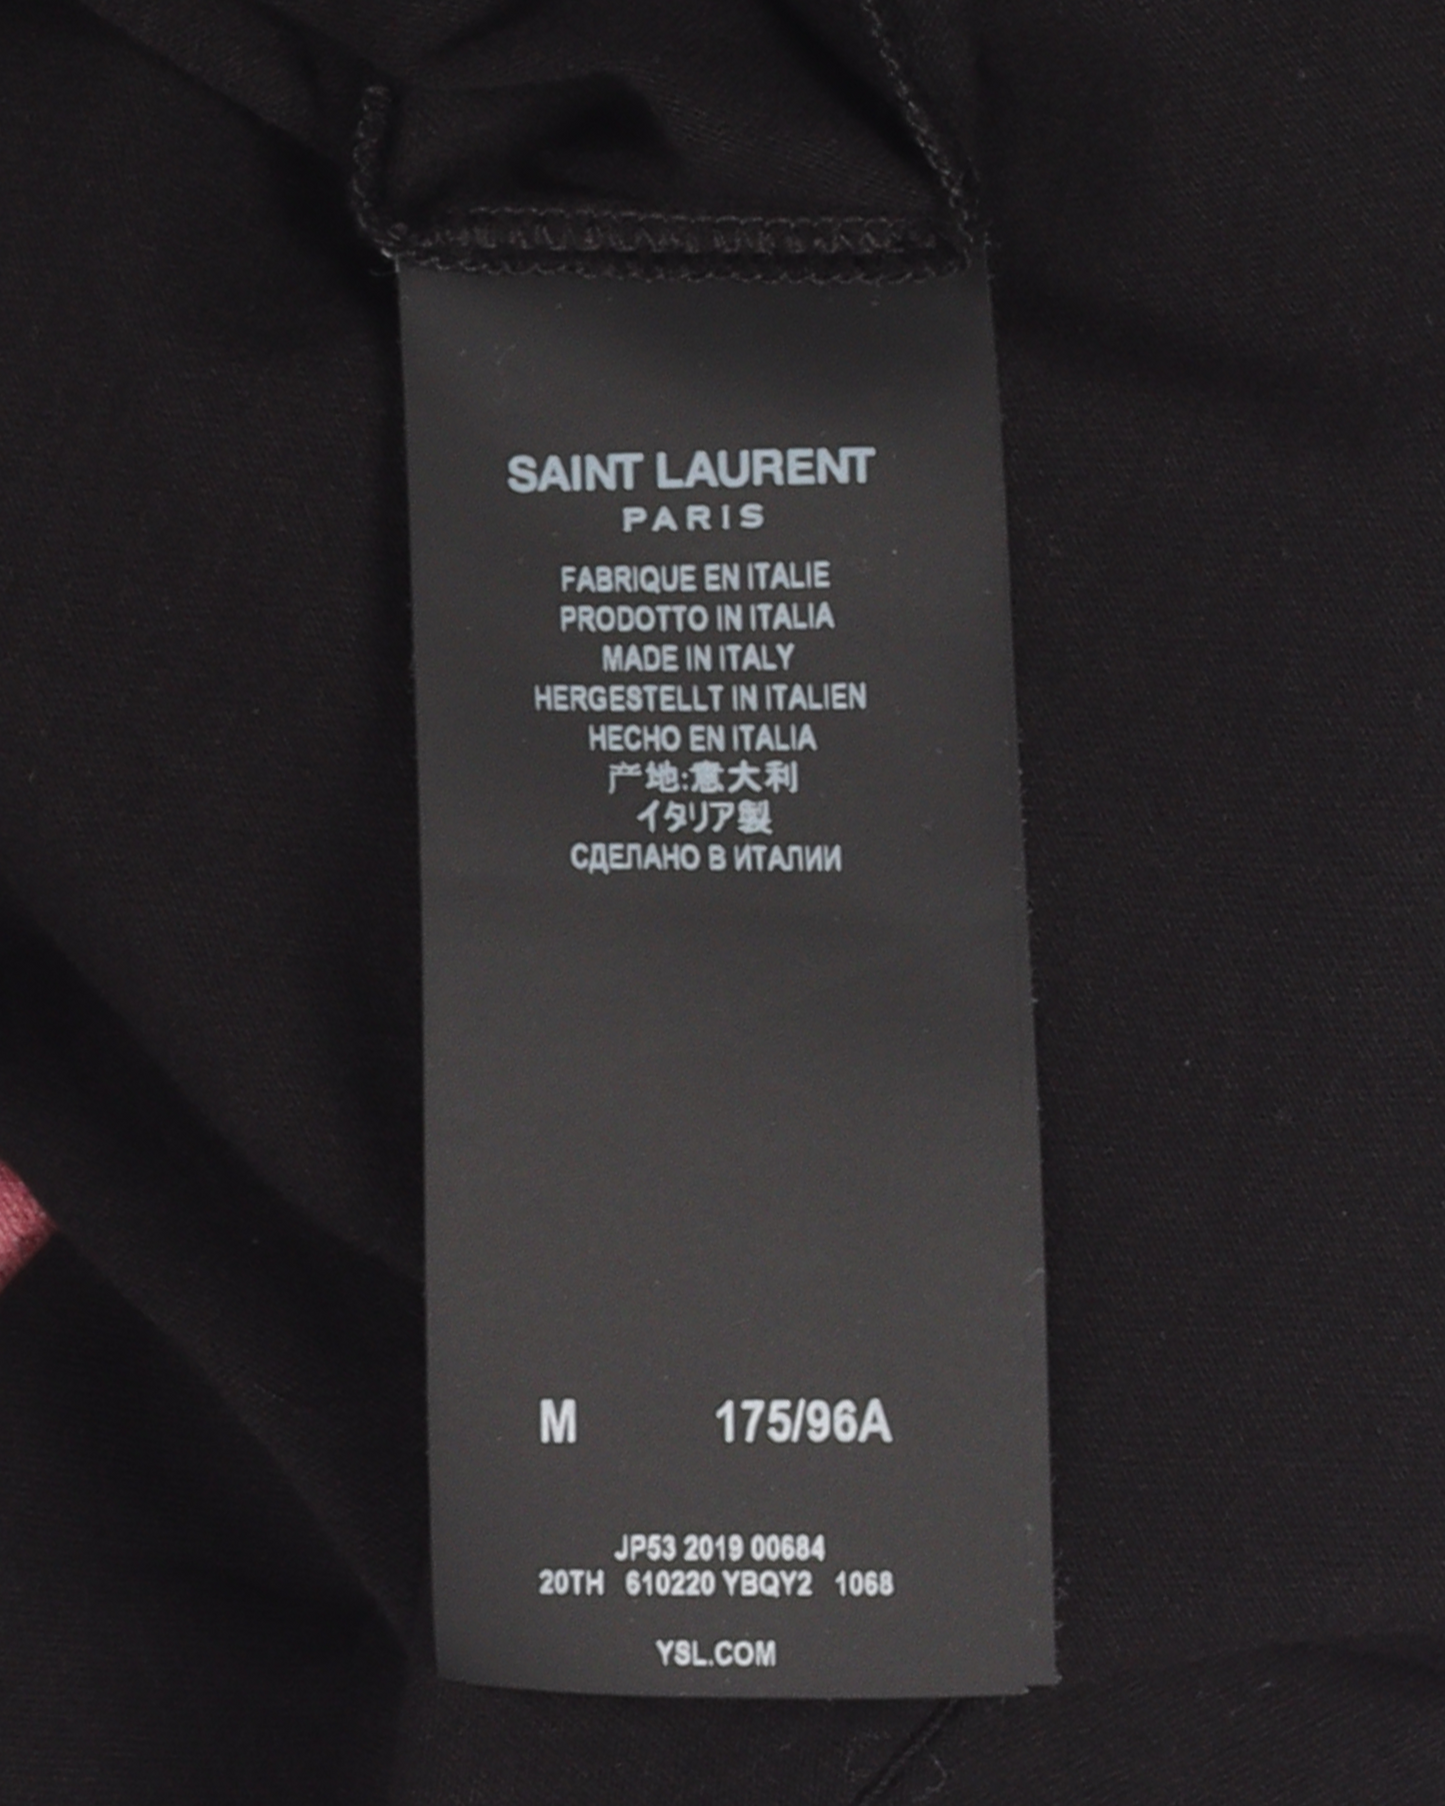 SAINT LAURENT
PARIS
FABRIQUE EN ITALIE
PRODOTTO IN ITALIA
MADE IN ITALY
HERGESTELLT IN ITALIEN
HECHO EN ITALIA
产地:意大利
イタリア製
СДЕЛАНО В ИТАЛИИ
M 175/96A
JP53 2019 00684
20TH 610220 YBQY2 1068
YSL.COM